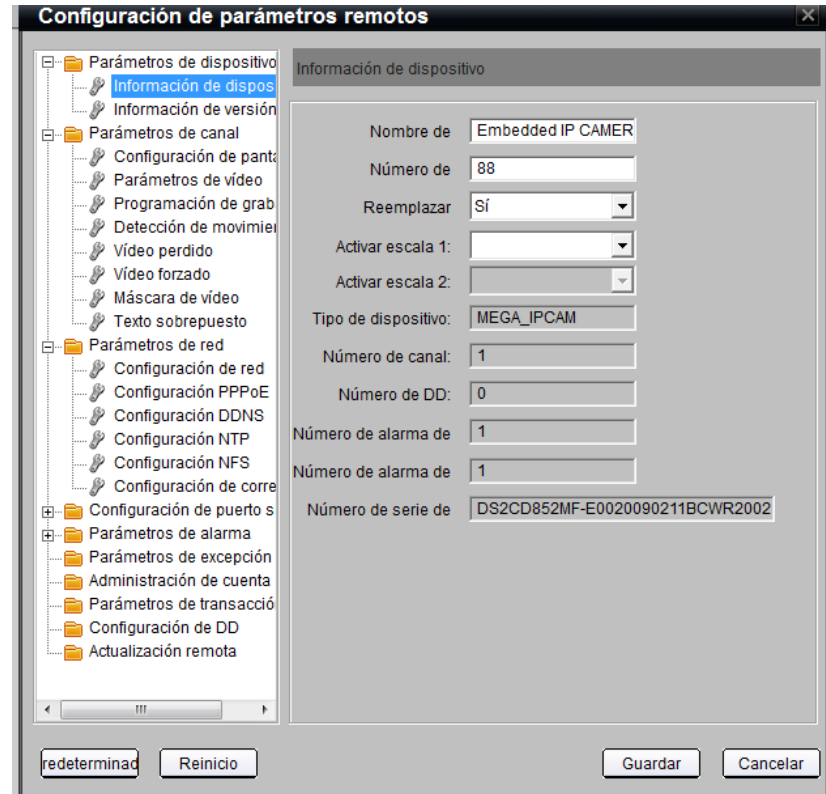 Configuración de parámetros remotos
Parámetros de dispositivo
Información de dispos
Información de versión
Parámetros de canal
Configuración de panta
Parámetros de vídeo
Programación de grab
Detección de movimier
Vídeo perdido
Vídeo forzado
Máscara de vídeo
Texto sobrepuesto
Parámetros de red
Configuración de red
Configuración PPPoE
Configuración DDNS
Configuración NTP
Configuración NFS
Configuración de corre
Configuración de puerto s
Parámetros de alarma
Parámetros de excepción
Administración de cuenta
Parámetros de transacció
Configuración de DD
Actualización remota
Información de dispositivo
Nombre de Embedded IP CAMER
Número de 88
Reemplazar Sí
Activar escala 1:
Activar escala 2:
Tipo de dispositivo: MEGA_IPCAM
Número de canal: 1
Número de DD: 0
Número de alarma de 1
Número de alarma de 1
Número de serie de DS2CD852MF-E0020090211BCWR2002
redeterminad Reinicio Guardar Cancelar